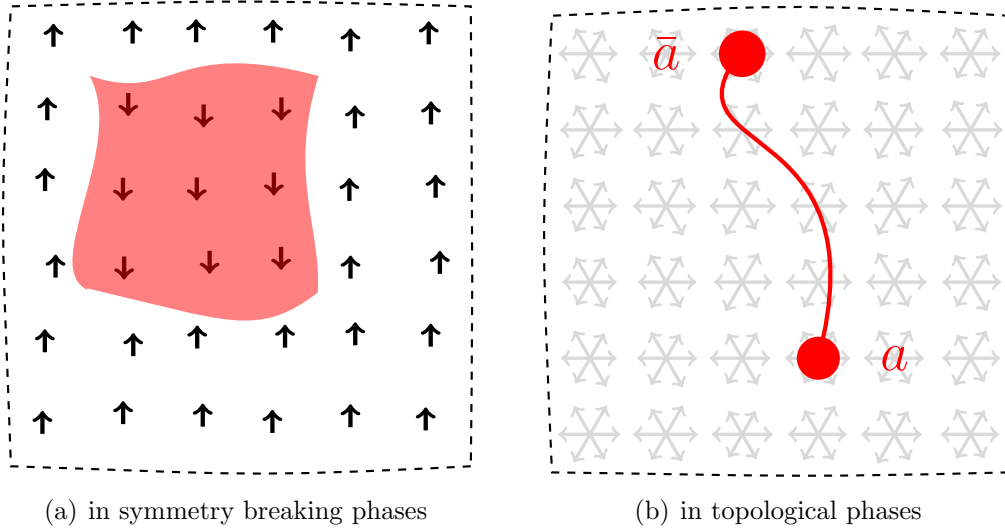 ā
a
(a) in symmetry breaking phases
(b) in topological phases